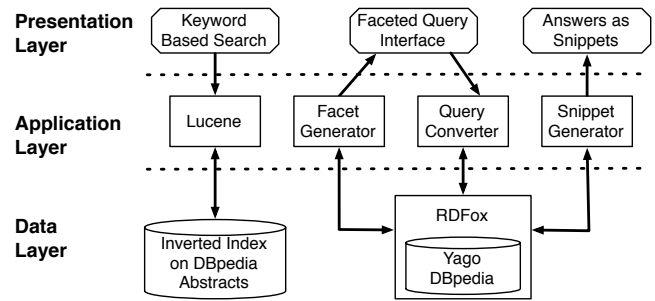 Presentation
Layer
Keyword
Based Search
Faceted Query
Interface
Answers as
Snippets
Application
Layer
Lucene
Facet
Generator
Query
Converter
Snippet
Generator
Data
Layer
Inverted Index
on DBpedia
Abstracts
RDFox
Yago
DBpedia